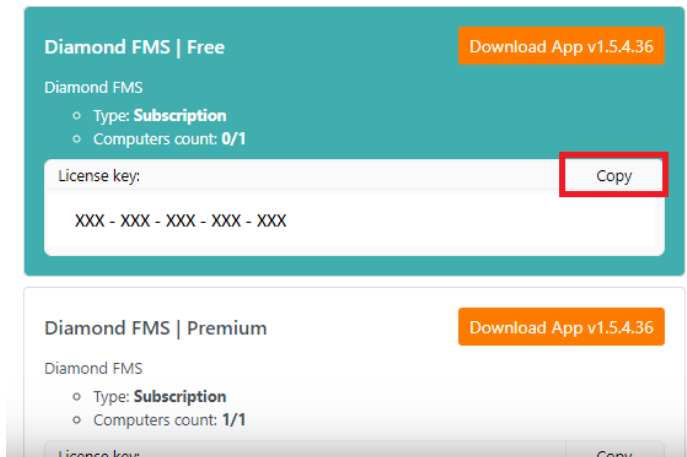 Diamond FMS | Free
Download App v1.5.4.36
Diamond FMS
Type: Subscription
Computers count: 0/1
License key:
Copy
XXX - XXX - XXX - XXX - XXX
Diamond FMS | Premium
Download App v1.5.4.36
Diamond FMS
Type: Subscription
Computers count: 1/1
License key:
Copy